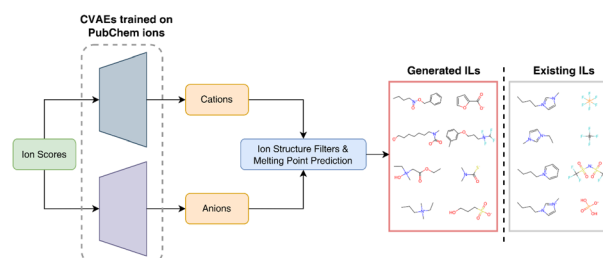 CVAEs trained on
PubChem ions
Ion Scores
Cations
Anions
Ion Structure Filters &
Melting Point Prediction
Generated ILs
Existing ILs